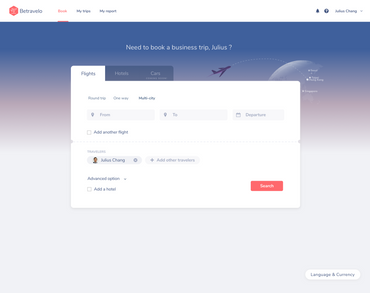 Betravelo
Book
My trips
My report
Julius Chang
Need to book a business trip, Julius ?
Flights
Hotels
Cars
Round trip
One way
Multi city
From
To
Departure
Add another flight
Travelers
Julius Chang
Add other travelers
Advanced option
Add a hotel
Search
Language & Currency